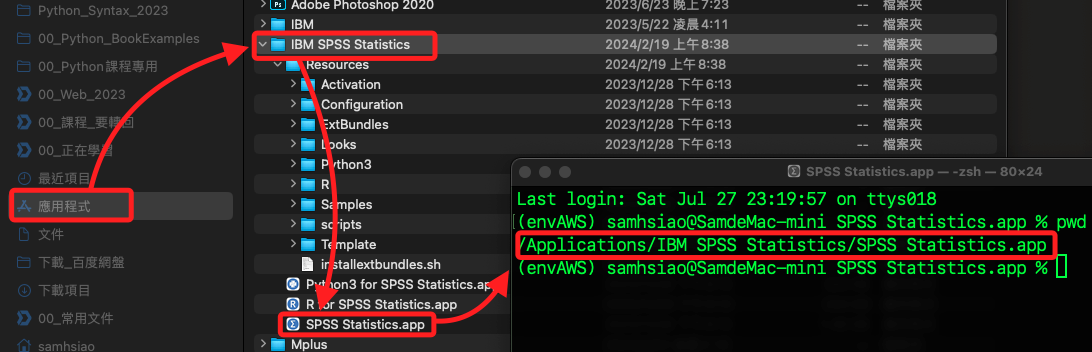 Python_Syntax_2023
00_Python_BookExamples
00_Python課程專用
00_Web_2023
00_課程_要轉回
00_正在學習
最近項目
應用程式
文件
下載_百度網盤
下載項目
00_常用文件
samhsiao
Adobe Photoshop 2020 2023/6/23 晚上7:23 -- 檔案夾
IBM 2023/5/22 凌晨4:11 -- 檔案夾
IBM SPSS Statistics 2024/2/19 上午8:38 -- 檔案夾
Resources 2024/2/19 上午8:38 -- 檔案夾
Activation 2023/12/28 下午6:13 -- 檔案夾
Configuration 2023/12/28 下午6:13 -- 檔案夾
ExtBundles 2023/12/28 下午6:13 -- 檔案夾
Looks 2023/12/28 下午6:13 -- 檔案夾
Python3
R
Samples
scripts
Template
installextbundles.sh
Python3 for SPSS Statistics.app
R for SPSS Statistics.app
SPSS Statistics.app
Mplus
SPSS Statistics.app — -zsh — 80×24
Last login: Sat Jul 27 23:19:57 on ttys018
(envAWS) samhsiao@SamdeMac-mini SPSS Statistics.app % pwd
/Applications/IBM SPSS Statistics/SPSS Statistics.app
(envAWS) samhsiao@SamdeMac-mini SPSS Statistics.app %